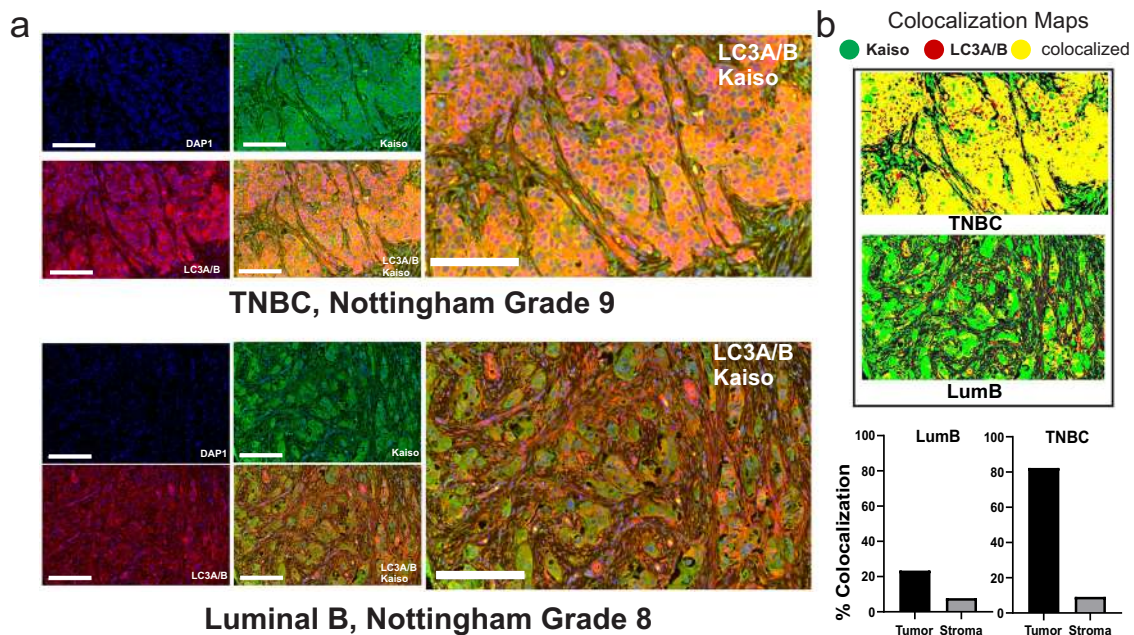 a
DAP1
Kaiso
LC3A/B
LC3A/B
Kaiso
LC3A/B
Kaiso
TNBC, Nottingham Grade 9
DAP1
Kaiso
LC3A/B
LC3A/B
Kaiso
LC3A/B
Kaiso
Luminal B, Nottingham Grade 8
b
Colocalization Maps
Kaiso LC3A/B colocalized
TNBC
LumB
% Colocalization
LumB
100
80
60
40
20
0
Tumor Stroma
TNBC
100
80
60
40
20
0
Tumor Stroma